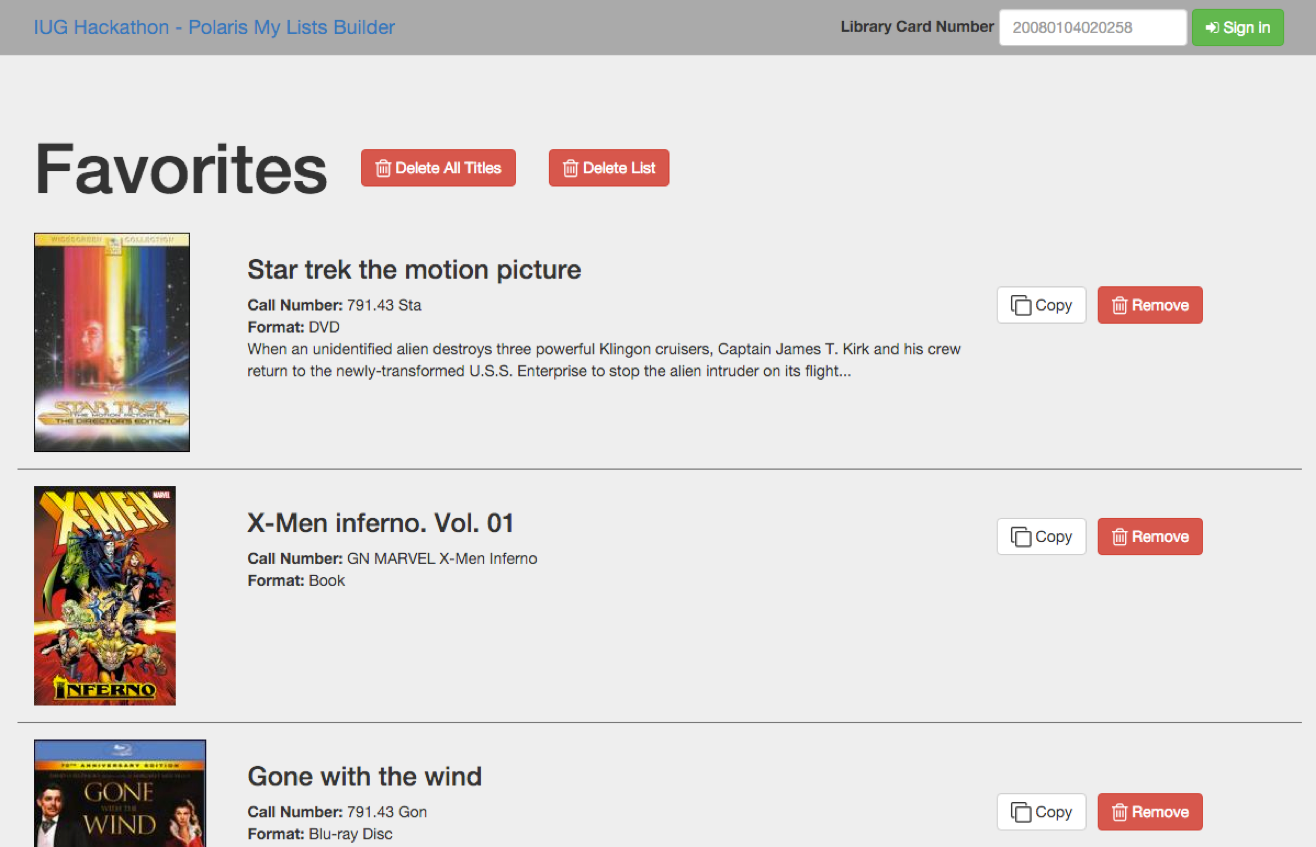 IUG Hackathon - Polaris My Lists Builder
Library Card Number 20080104020258 Sign in
Favorites Delete All Titles Delete List
WIDESCREEN COLLECTION
STAR TREK
THE MOTION PICTURE
THE DIRECTOR'S EDITION
Star trek the motion picture
Call Number: 791.43 Sta
Format: DVD
When an unidentified alien destroys three powerful Klingon cruisers, Captain James T. Kirk and his crew
return to the newly-transformed U.S.S. Enterprise to stop the alien intruder on its flight...
Copy Remove
MARVEL
X-MEN
INFERNO
X-Men inferno. Vol. 01
Call Number: GN MARVEL X-Men Inferno
Format: Book
Copy Remove
70TH ANNIVERSARY EDITION
GONE
WITH THE
WIND
Gone with the wind
Call Number: 791.43 Gon
Format: Blu-ray Disc
Copy Remove